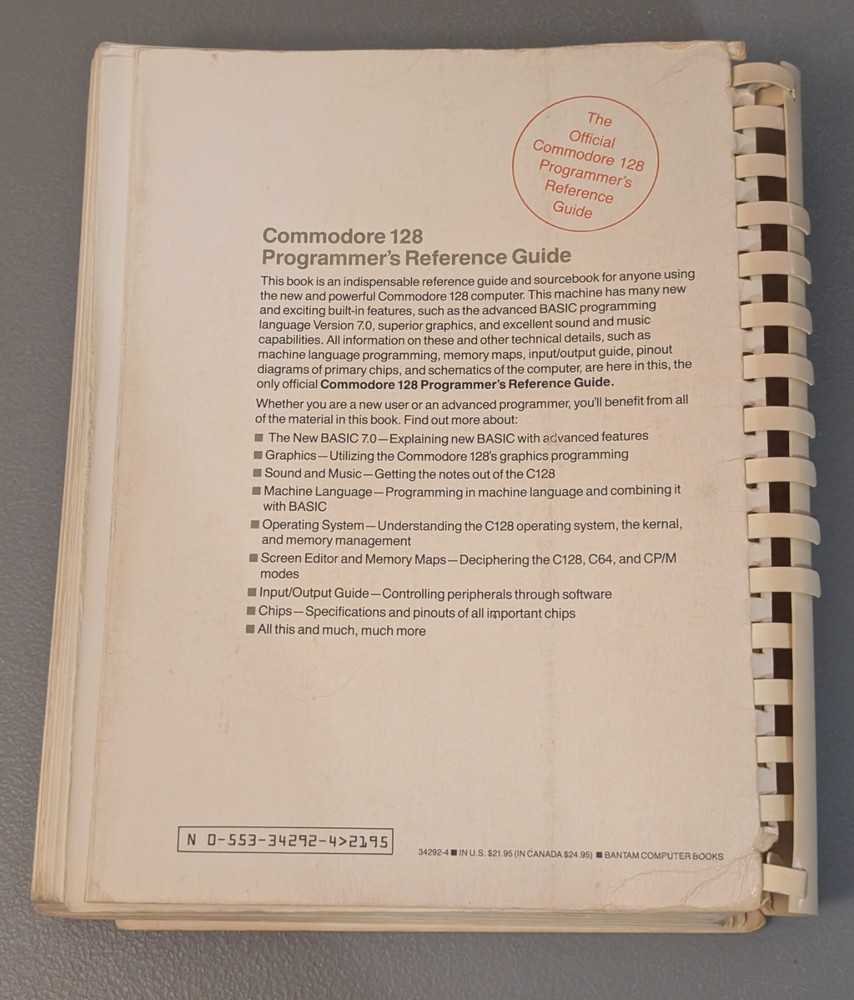 The
Official
Commodore 128
Programmer's
Reference
Guide
Commodore 128
Programmer's Reference Guide
This book is an indispensable reference guide and sourcebook for anyone using
the new and powerful Commodore 128 computer. This machine has many new
and exciting built-in features, such as the advanced BASIC programming
language Version 7.0, superior graphics, and excellent sound and music
capabilities. All information on these and other technical details, such as
machine language programming, memory maps, input/output guide, pinout
diagrams of primary chips, and schematics of the computer, are here in this, the
only official Commodore 128 Programmer's Reference Guide.
Whether you are a new user or an advanced programmer, you'll benefit from all
of the material in this book. Find out more about:
■ The New BASIC 7.0—Explaining new BASIC with advanced features
■ Graphics—Utilizing the Commodore 128's graphics programming
■ Sound and Music—Getting the notes out of the C128
■ Machine Language—Programming in machine language and combining it
with BASIC
■ Operating System—Understanding the C128 operating system, the kernal,
and memory management
■ Screen Editor and Memory Maps—Deciphering the C128, C64, and CP/M
modes
■ Input/Output Guide—Controlling peripherals through software
■ Chips—Specifications and pinouts of all important chips
■ All this and much, much more
N 0-553-34292-4>2195
34292-4 ■ IN U.S. $21.95 (IN CANADA $24.95) ■ BANTAM COMPUTER BOOKS